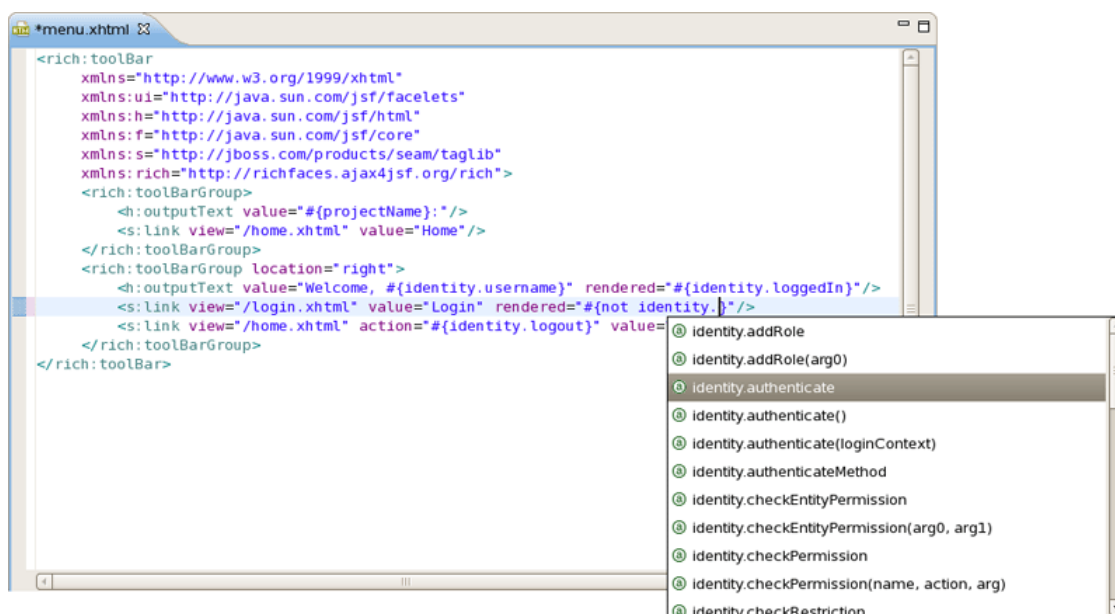 *menu.xhtml
<rich:toolBar
xmlns="http://www.w3.org/1999/xhtml"
xmlns:ui="http://java.sun.com/jsf/facelets"
xmlns:h="http://java.sun.com/jsf/html"
xmlns:f="http://java.sun.com/jsf/core"
xmlns:s="http://jboss.com/products/seam/taglib"
xmlns:rich="http://richfaces.ajax4jsf.org/rich">
<rich:toolBarGroup>
<h:outputText value="#{projectName}:"/>
<s:link view="/home.xhtml" value="Home"/>
</rich:toolBarGroup>
<rich:toolBarGroup location="right">
<h:outputText value="Welcome, #{identity.username}" rendered="#{identity.loggedIn}"/>
<s:link view="/login.xhtml" value="Login" rendered="#{not identity.}"/>
<s:link view="/home.xhtml" action="#{identity.logout}" value=
</rich:toolBarGroup>
</rich:toolBar>
identity.addRole
identity.addRole(arg0)
identity.authenticate
identity.authenticate()
identity.authenticate(loginContext)
identity.authenticateMethod
identity.checkEntityPermission
identity.checkEntityPermission(arg0, arg1)
identity.checkPermission
identity.checkPermission(name, action, arg)
identity.checkRestriction